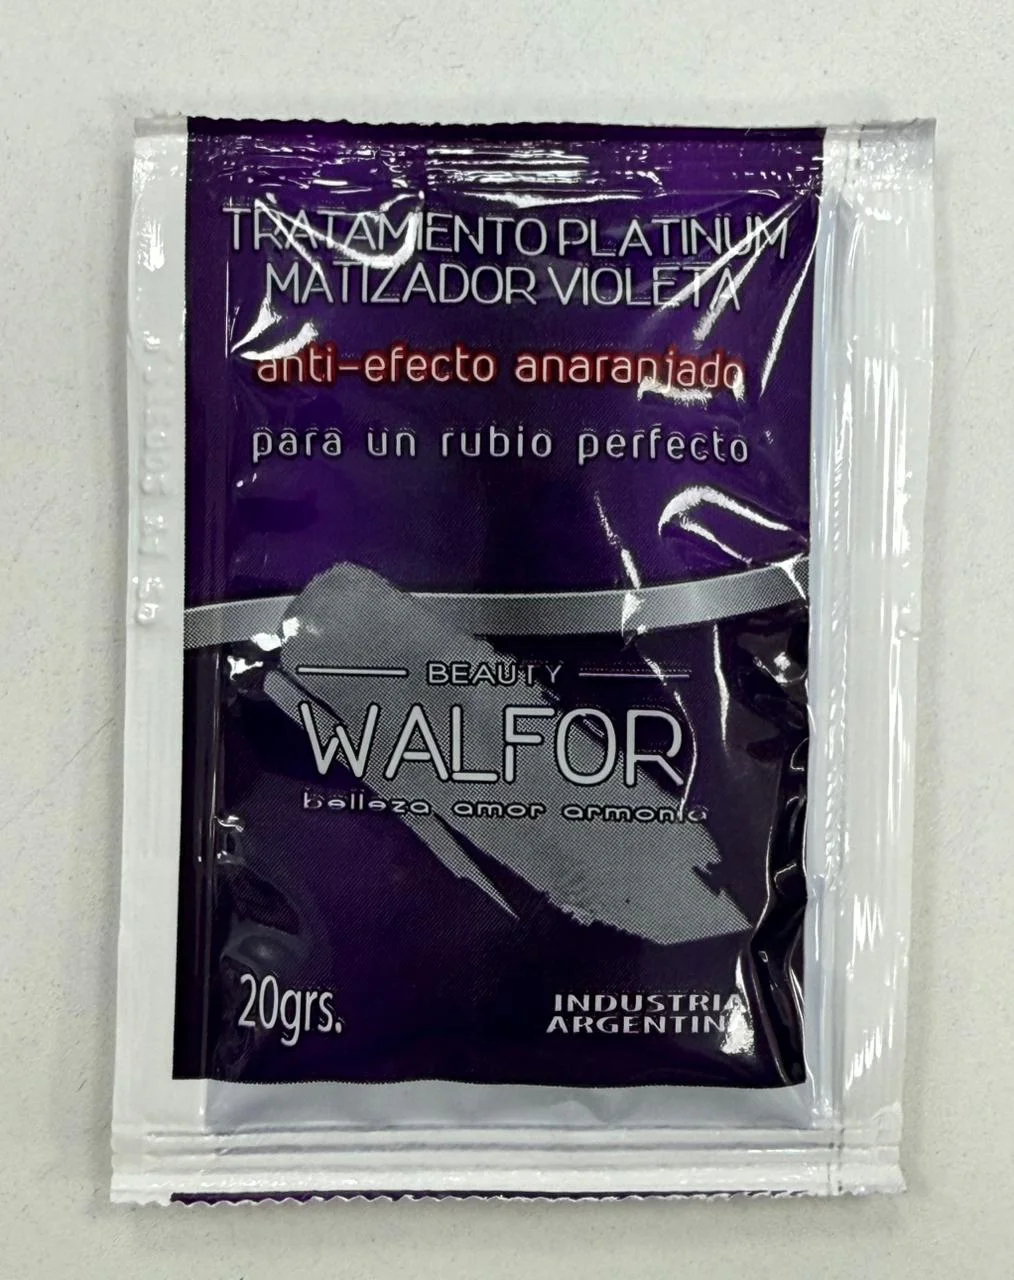 TRATAMIENTO PLATINUM
MATIZADOR VIOLETA
anti-efecto anaranjado
para un rubio perfecto
BEAUTY
WALFOR
belleza amor armonia
20grs.
INDUSTRIA
ARGENTINA